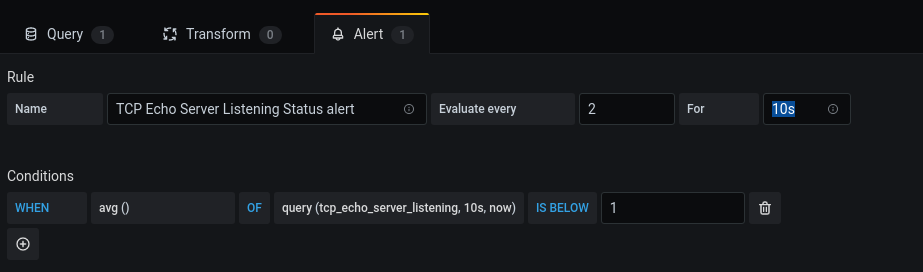 Query 1 Transform 0 Alert 1
Rule
Name TCP Echo Server Listening Status alert Evaluate every 2 For 10s
Conditions
WHEN avg () OF query (tcp_echo_server_listening, 10s, now) IS BELOW 1